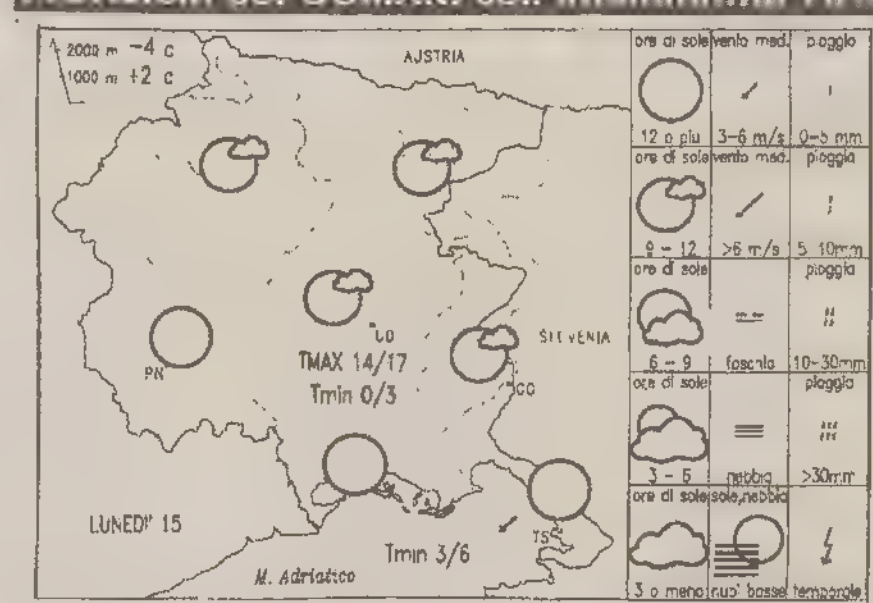 2000 m -4 c
1000 m +2 c
AUSTRIA
PN
UD
TMAX 14/17
Tmin 0/3
GO
LUNEDI' 15
Tmin 3/6
TS
M. Adriatico
ore di sole vento med. pioggia
12 o piu 3-6 m/s 0-5 mm
ore di sole vento med. pioggia
9 - 12 >6 m/s 5-10mm
ore di sole pioggia
6 - 9 foschia 10-30mm
ore di sole pioggia
3 - 6 nebbia >30mm
ore di sole sole,nebbia
3 o meno nubi basse temporale